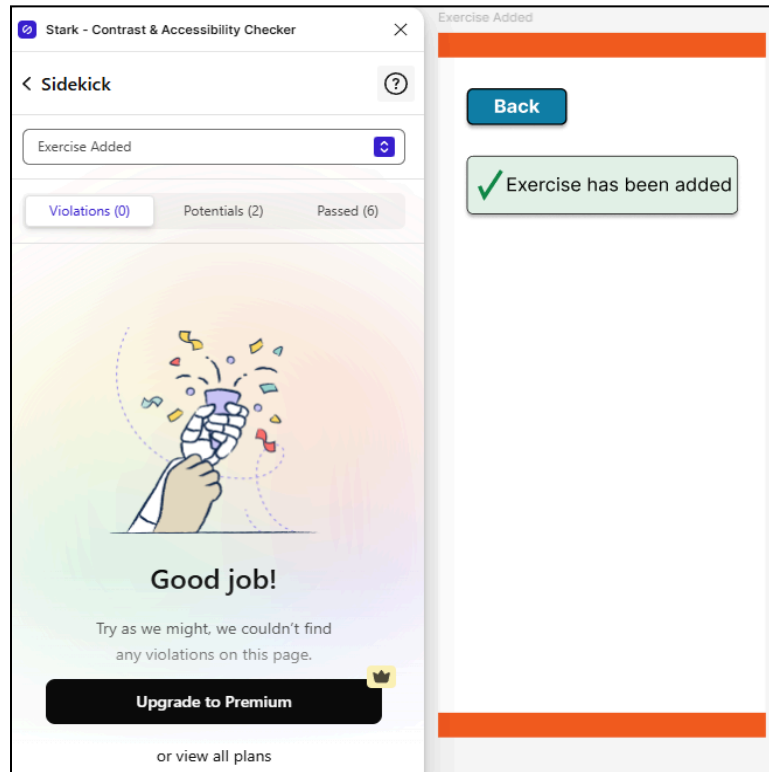 Stark - Contrast & Accessibility Checker
Sidekick
Exercise Added
Violations (0)
Potentials (2)
Passed (6)
Good job!
Try as we might, we couldn't find
any violations on this page.
Upgrade to Premium
or view all plans
Exercise Added
Back
Exercise has been added